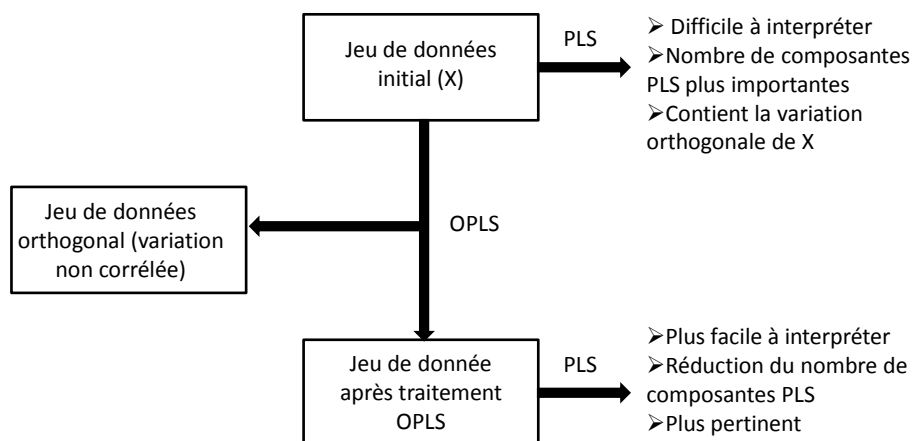 Jeu de données
initial (X)
PLS
➢ Difficile à interpréter
➢Nombre de composantes
PLS plus importantes
➢Contient la variation
orthogonale de X
Jeu de données
orthogonal (variation
non corrélée)
OPLS
Jeu de donnée
après traitement
OPLS
PLS
➢Plus facile à interpréter
➢Réduction du nombre de
composantes PLS
➢Plus pertinent